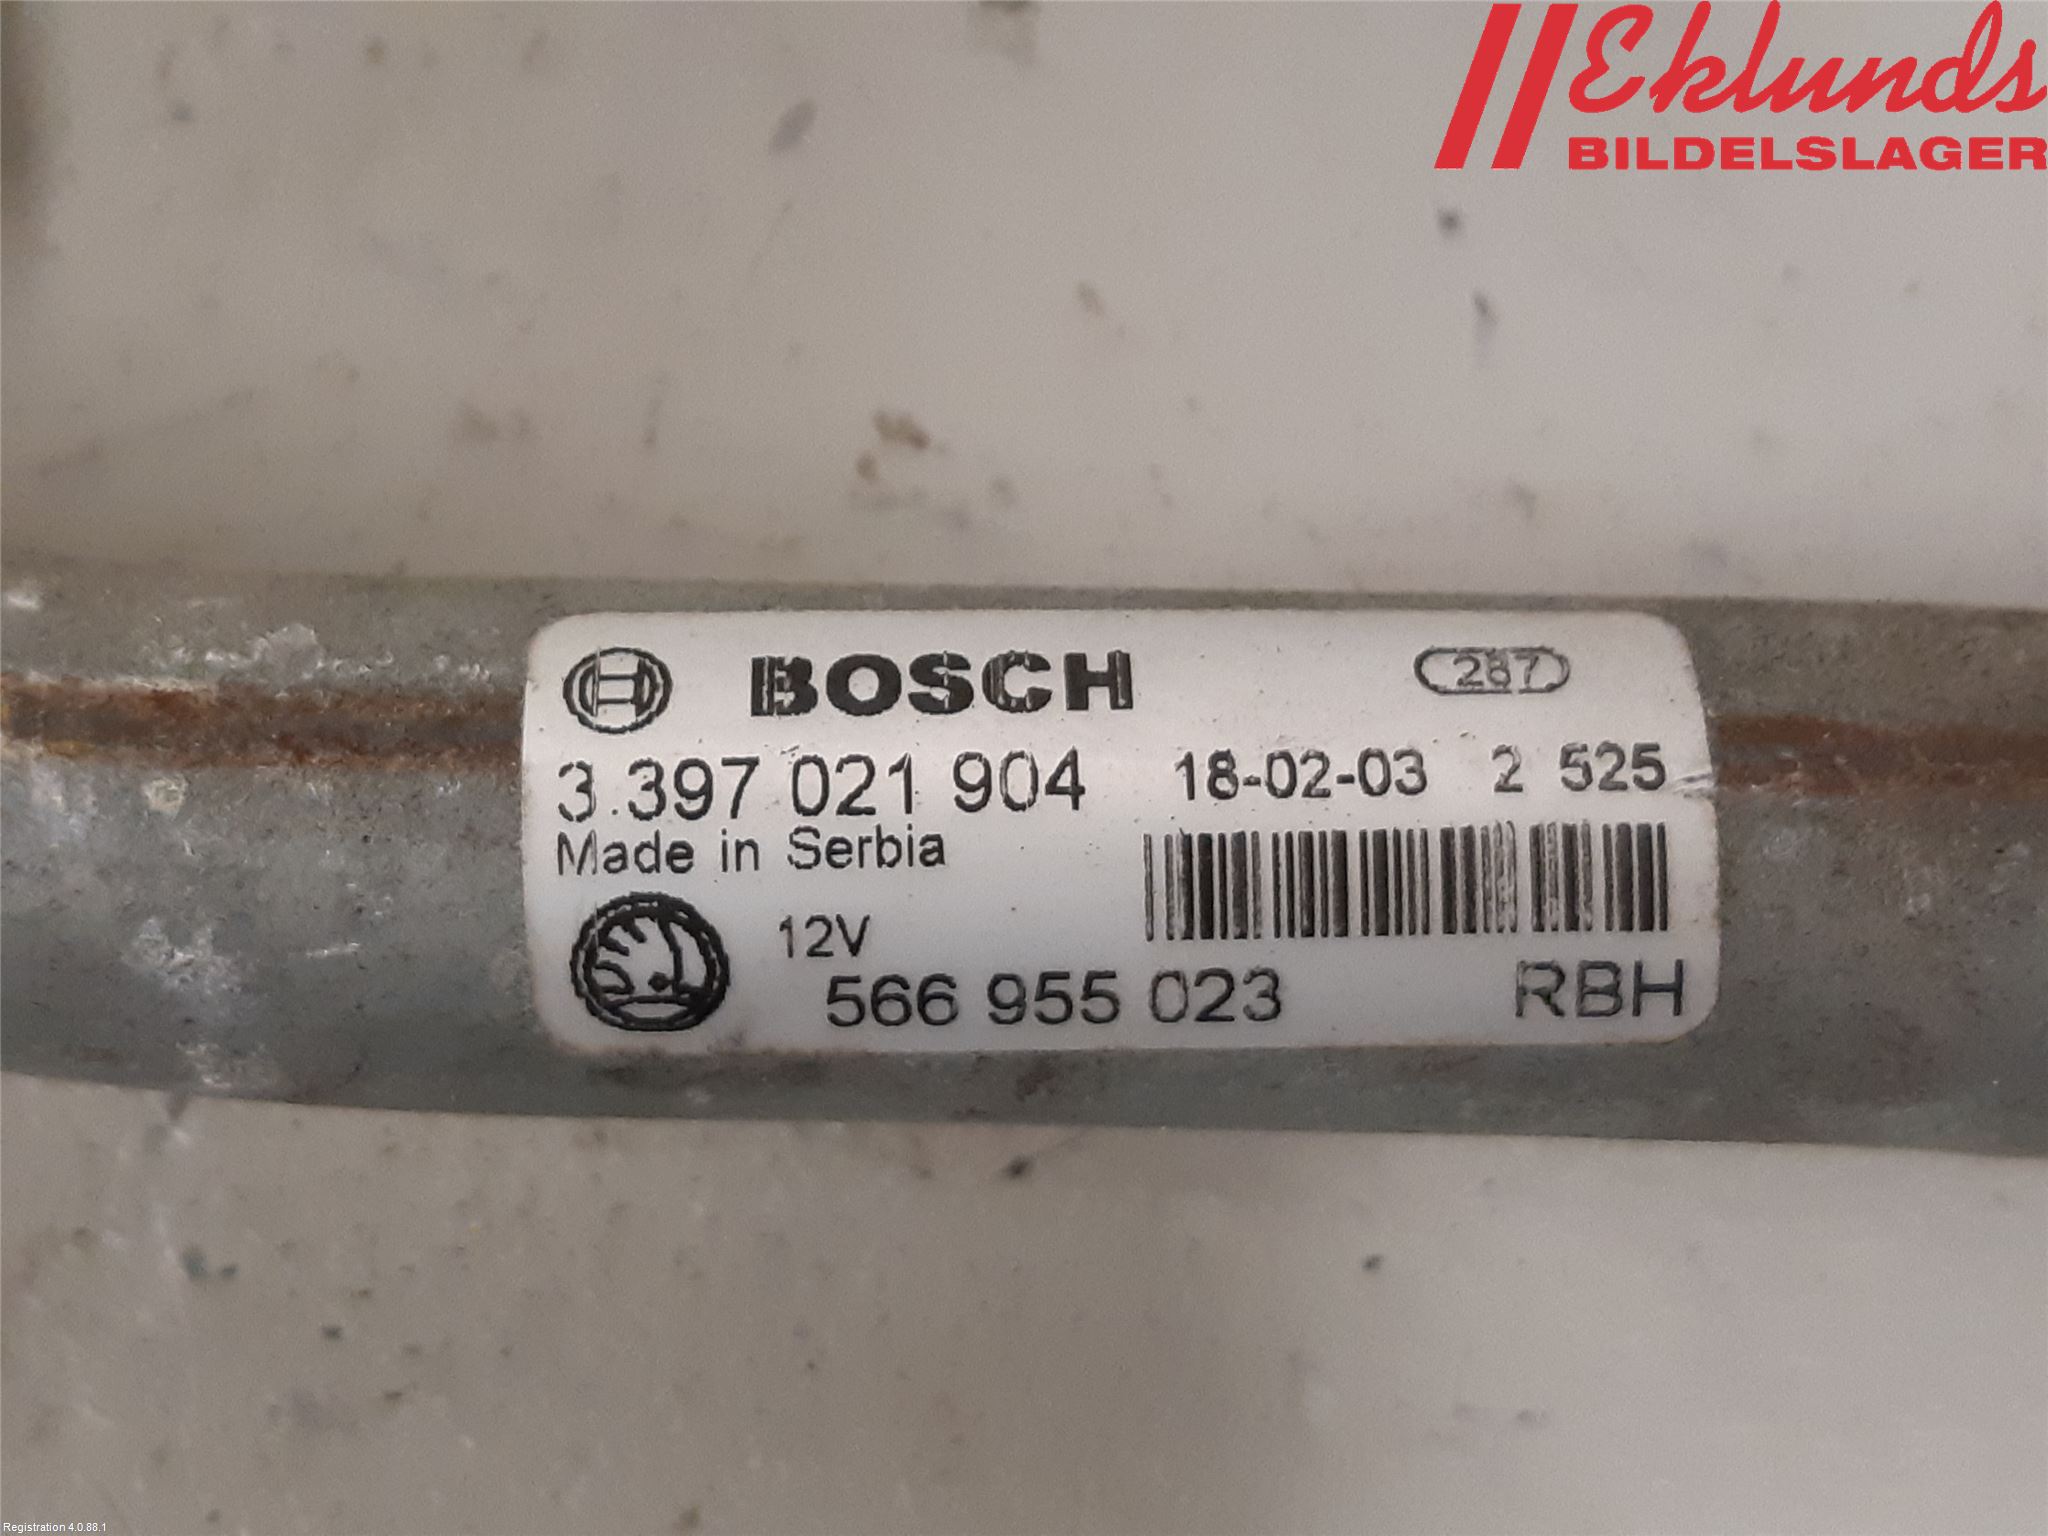 Eklunds
BILDELSLAGER
BOSCH 287
3.397 021 904 18-02-03 2 525
Made in Serbia
12V
566 955 023 RBH
Registration 4.0.88.1